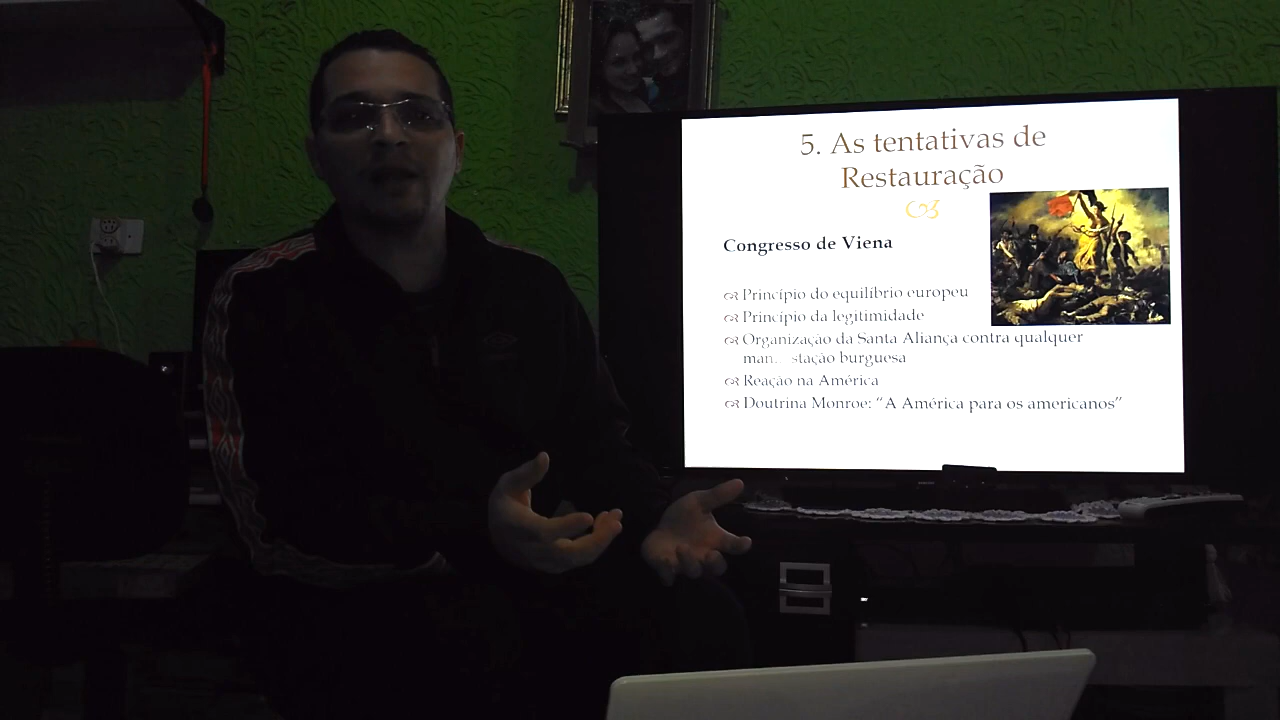 5. As tentativas de
Restauração
Congresso de Viena
Princípio do equilíbrio europeu
Princípio da legitimidade
Organização da Santa Aliança contra qualquer
man... stação burguesa
Reação na América
Doutrina Monroe: “A América para os americanos”